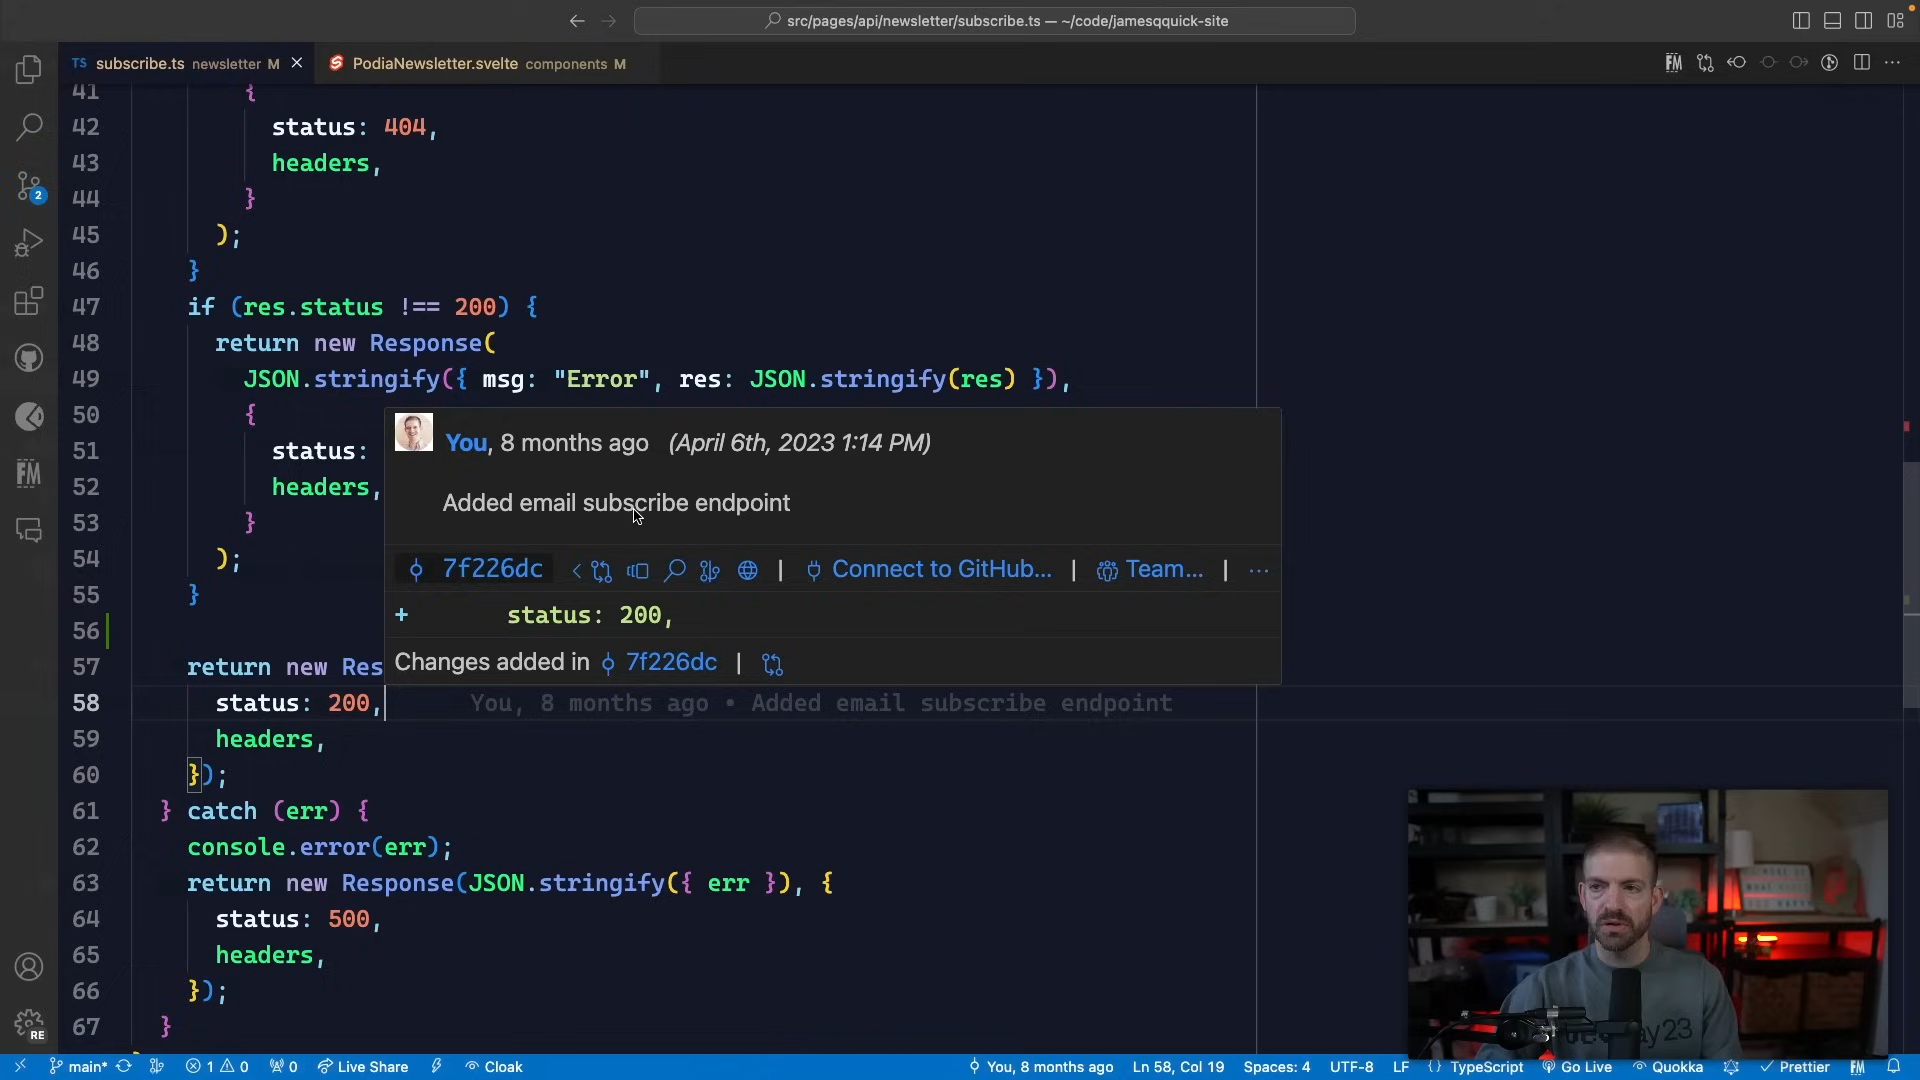 src/pages/api/newsletter/subscribe.ts — ~/code/jamesqquick-site
TS subscribe.ts newsletter M
PodiaNewsletter.svelte components M
FM
41 {
42 status: 404,
43 headers,
44 }
45 );
46 }
47 if (res.status !== 200) {
48 return new Response(
49 JSON.stringify({ msg: "Error", res: JSON.stringify(res) }),
50 {
51 status:
52 headers,
53 }
54 );
55 }
56
57 return new Res
58 status: 200, You, 8 months ago • Added email subscribe endpoint
59 headers,
60 });
61 } catch (err) {
62 console.error(err);
63 return new Response(JSON.stringify({ err }), {
64 status: 500,
65 headers,
66 });
67 }
You, 8 months ago (April 6th, 2023 1:14 PM)
Added email subscribe endpoint
7f226dc | Connect to GitHub... | Team... | ...
+ status: 200,
Changes added in 7f226dc |
2
FM
RE
main* 1 0 0 Live Share Cloak
You, 8 months ago Ln 58, Col 19 Spaces: 4 UTF-8 LF {} TypeScript Go Live Quokka Prettier FM